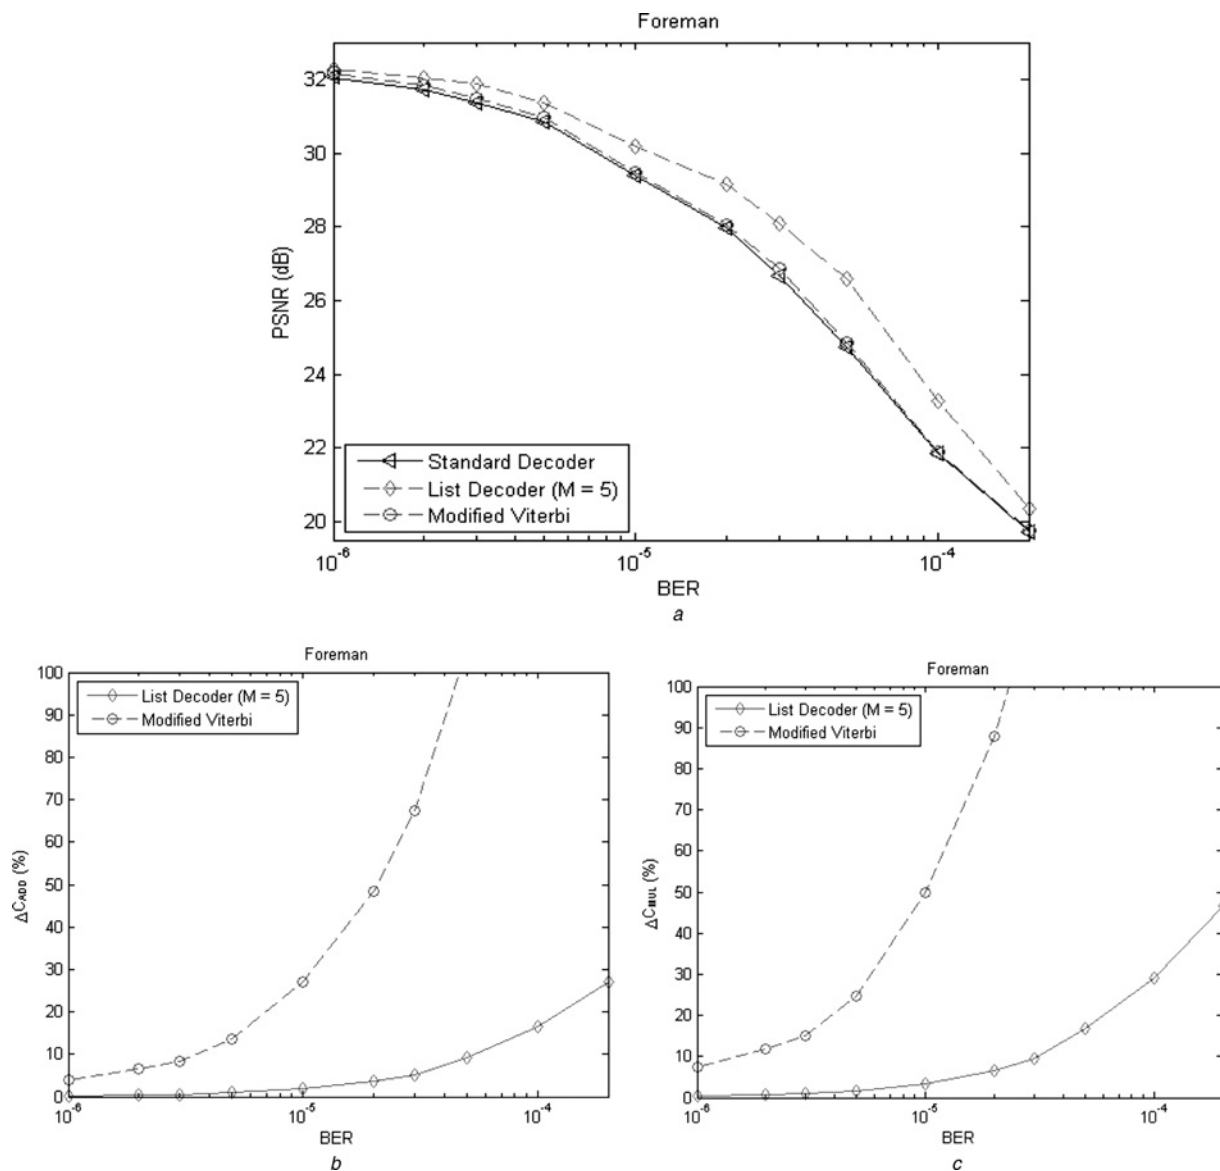 Foreman
32
30
28
26
24
22
20
PSNR (dB)
Standard Decoder
List Decoder (M = 5)
Modified Viterbi
10-6
10-5
10-4
BER
a
Foreman
100
90
80
70
60
50
40
30
20
10
0
ΔCADD (%)
List Decoder (M = 5)
Modified Viterbi
10-6
10-5
10-4
BER
b
Foreman
100
90
80
70
60
50
40
30
20
10
0
ΔCMUL (%)
List Decoder (M = 5)
Modified Viterbi
10-6
10-5
10-4
BER
c